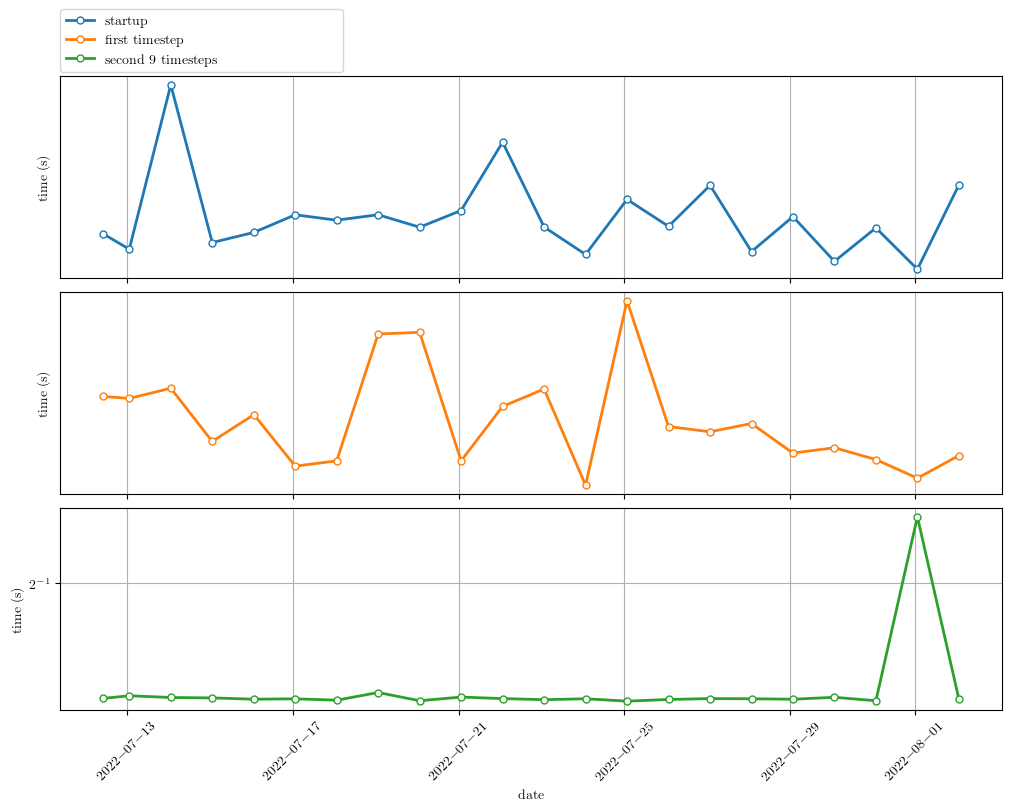 startup
first timestep
second 9 timesteps
time (s)
time (s)
time (s)
2⁻¹
2022−07−13
2022−07−17
2022−07−21
2022−07−25
2022−07−29
2022−08−01
date